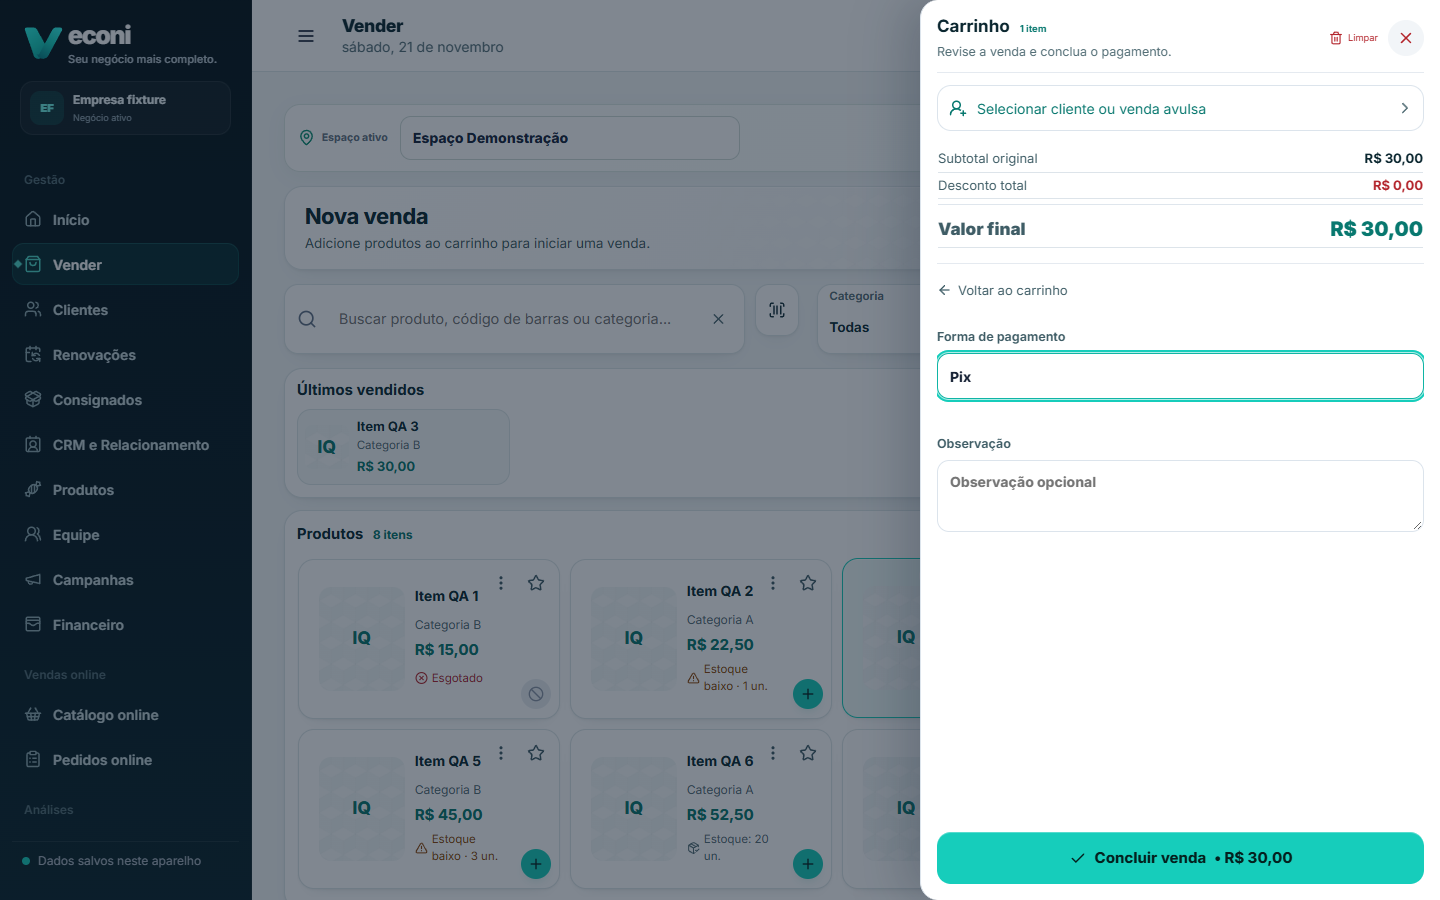 Veconi
Seu negócio mais completo.
EF
Empresa fixture
Negócio ativo
Gestão
Início
Vender
Clientes
Renovações
Consignados
CRM e Relacionamento
Produtos
Equipe
Campanhas
Financeiro
Vendas online
Catálogo online
Pedidos online
Análises
Dados salvos neste aparelho
Vender
sábado, 21 de novembro
Espaço ativo
Espaço Demonstração
Nova venda
Adicione produtos ao carrinho para iniciar uma venda.
Buscar produto, código de barras ou categoria...
Categoria
Todas
Últimos vendidos
IQ
Item QA 3
Categoria B
R$ 30,00
Produtos 8 itens
IQ
Item QA 1
Categoria B
R$ 15,00
Esgotado
IQ
Item QA 2
Categoria A
R$ 22,50
Estoque
baixo · 1 un.
IQ
IQ
Item QA 5
Categoria B
R$ 45,00
Estoque
baixo · 3 un.
IQ
Item QA 6
Categoria A
R$ 52,50
Estoque: 20
un.
IQ
Carrinho 1 item
Revise a venda e conclua o pagamento.
Limpar
Selecionar cliente ou venda avulsa
Subtotal original R$ 30,00
Desconto total R$ 0,00
Valor final R$ 30,00
Voltar ao carrinho
Forma de pagamento
Pix
Observação
Observação opcional
Concluir venda • R$ 30,00